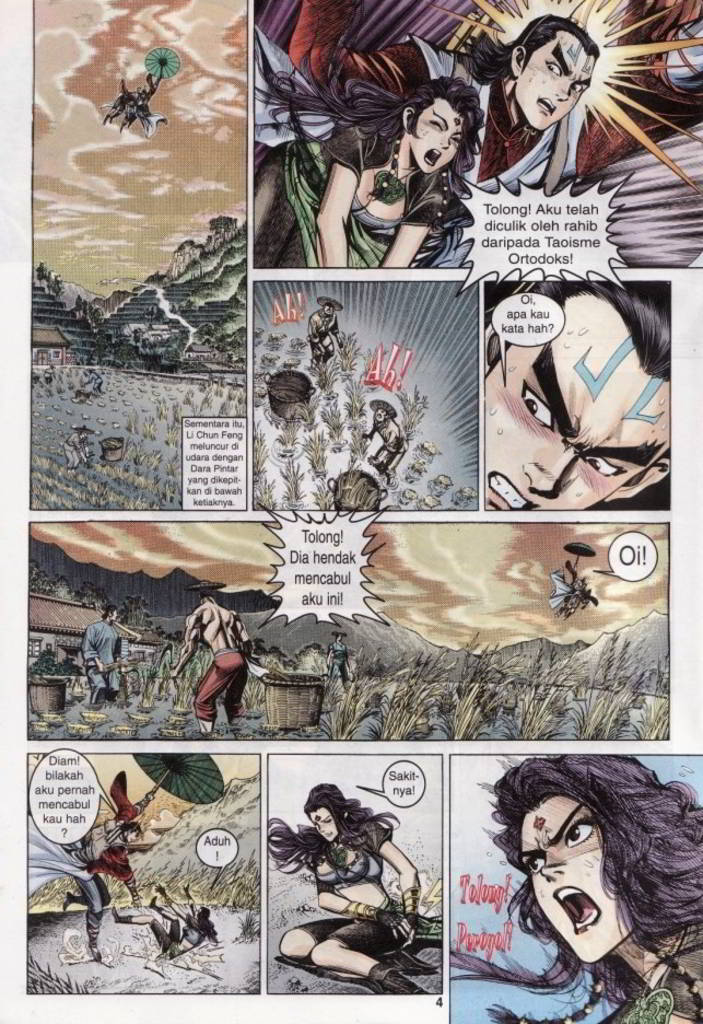 Sementara itu,
Li Chun Feng
meluncur di
udara dengan
Dara Pintar
yang dikepit-
kan di bawah
ketiaknya.
Tolong! Aku telah
diculik oleh rahib
daripada Taoisme
Ortodoks!
Ah!
Ah!
Oi,
apa kau
kata hah?
Tolong!
Dia hendak
mencabul
aku ini!
Oi!
Diam!
bilakah
aku pernah
mencabul
kau hah
?
Aduh
!
Sakit-
nya!
Tolong!
Perogol!
4